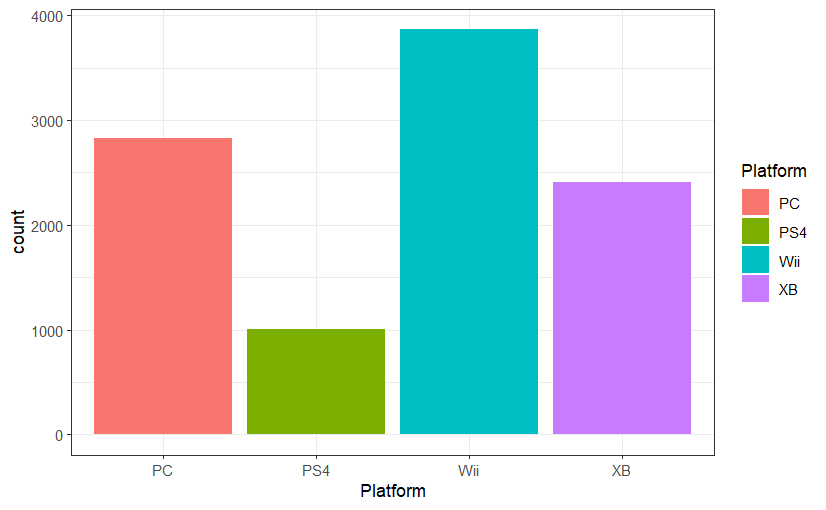 4000
3000
2000
1000
0
count
PC
PS4
Wii
XB
Platform
Platform
PC
PS4
Wii
XB